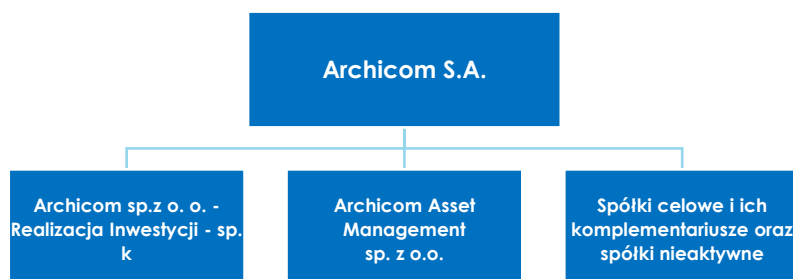 Archicom S.A.
Archicom sp.z o. o. -
Realizacja Inwestycji - sp.
k
Archicom Asset
Management
sp. z o.o.
Spółki celowe i ich
komplementariusze oraz
spółki nieaktywne